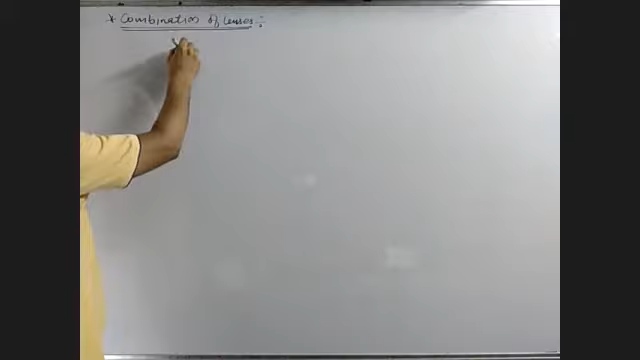 * Combination of Lenses :-